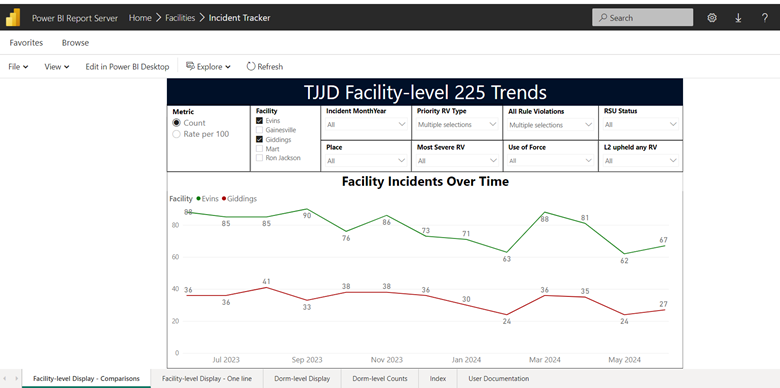 Power BI Report Server Home > Facilities > Incident Tracker Search ?
Favorites Browse
File View Edit in Power BI Desktop Explore Refresh
TJJD Facility-level 225 Trends
Metric
Count
Rate per 100
Facility
Evins
Gainesville
Giddings
Mart
Ron Jackson
Incident MonthYear
All
Priority RV Type
Multiple selections
All Rule Violations
Multiple selections
RSU Status
All
Place
All
Most Severe RV
All
Use of Force
All
L2 upheld any RV
All
Facility Incidents Over Time
Facility Evins Giddings
80
60
40
20
0
88 85 85 90 76 86 73 71 63 88 81 62 67
36 36 41 33 38 38 36 30 24 36 35 24 27
Jul 2023 Sep 2023 Nov 2023 Jan 2024 Mar 2024 May 2024
Facility-level Display - Comparisons Facility-level Display - One line Dorm-level Display Dorm-level Counts Index User Documentation